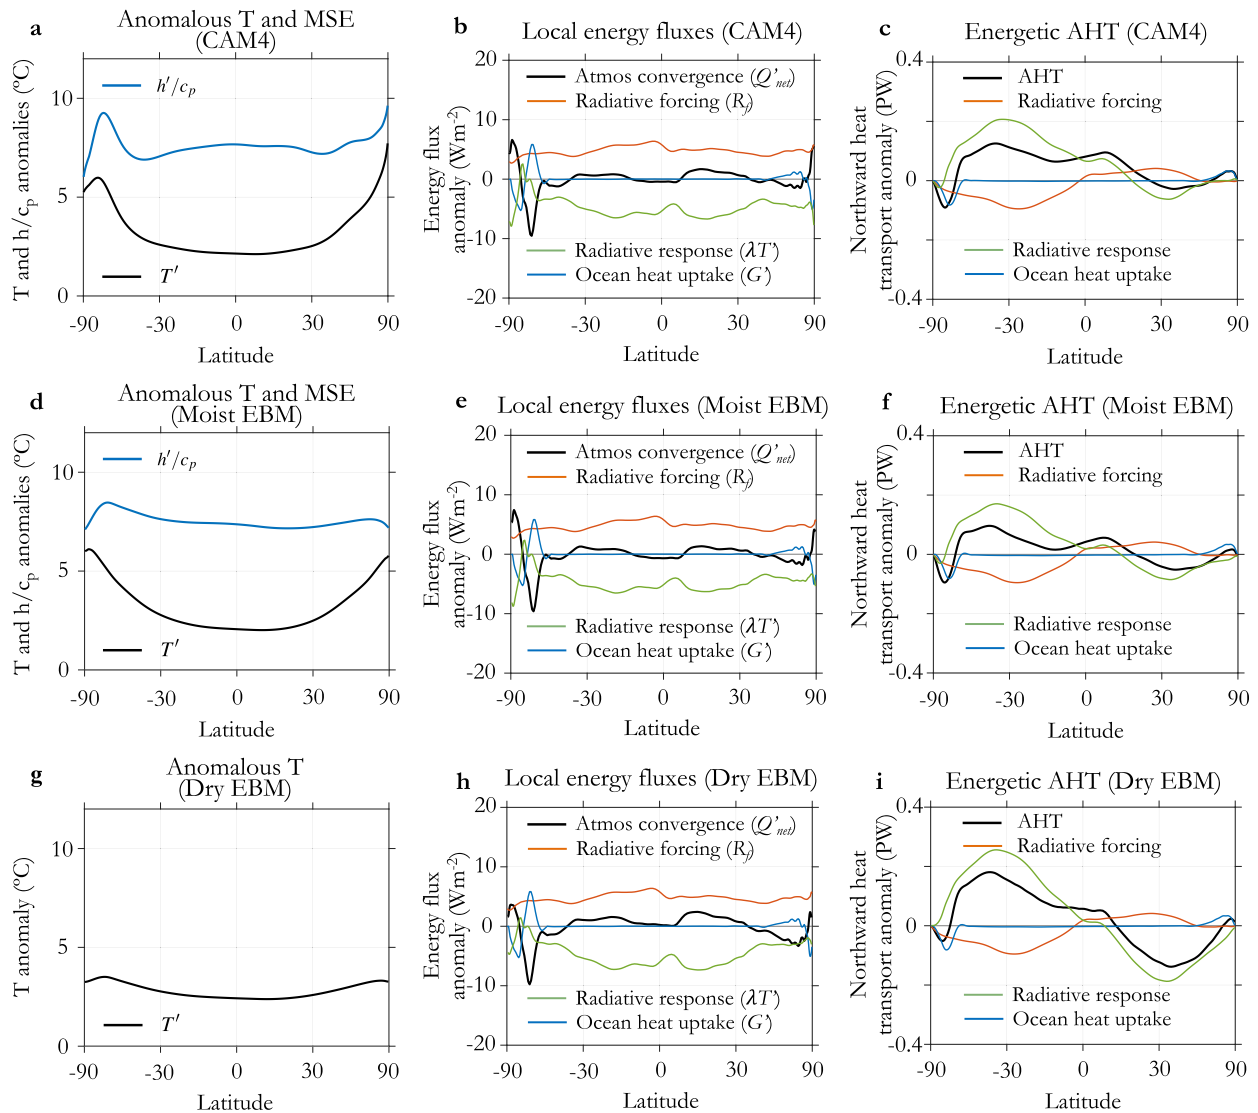 a
Anomalous T and MSE
(CAM4)
T and h/cp anomalies (ºC)
10
5
0
h'/cp
T'
-90
-30
0
30
90
Latitude
b
Local energy fluxes (CAM4)
Energy flux
anomaly (Wm-2)
20
10
0
-10
-20
Atmos convergence (Q'net)
Radiative forcing (Rf)
Radiative response (λT')
Ocean heat uptake (G')
-90
-30
0
30
90
Latitude
c
Energetic AHT (CAM4)
Northward heat
transport anomaly (PW)
0.4
0
-0.4
AHT
Radiative forcing
Radiative response
Ocean heat uptake
-90
-30
0
30
90
Latitude
d
Anomalous T and MSE
(Moist EBM)
T and h/cp anomalies (ºC)
10
5
0
h'/cp
T'
-90
-30
0
30
90
Latitude
e
Local energy fluxes (Moist EBM)
Energy flux
anomaly (Wm-2)
20
10
0
-10
-20
Atmos convergence (Q'net)
Radiative forcing (Rf)
Radiative response (λT')
Ocean heat uptake (G')
-90
-30
0
30
90
Latitude
f
Energetic AHT (Moist EBM)
Northward heat
transport anomaly (PW)
0.4
0
-0.4
AHT
Radiative forcing
Radiative response
Ocean heat uptake
-90
-30
0
30
90
Latitude
g
Anomalous T
(Dry EBM)
T anomaly (ºC)
10
5
0
T'
-90
-30
0
30
90
Latitude
h
Local energy fluxes (Dry EBM)
Energy flux
anomaly (Wm-2)
20
10
0
-10
-20
Atmos convergence (Q'net)
Radiative forcing (Rf)
Radiative response (λT')
Ocean heat uptake (G')
-90
-30
0
30
90
Latitude
i
Energetic AHT (Dry EBM)
Northward heat
transport anomaly (PW)
0.4
0
-0.4
AHT
Radiative forcing
Radiative response
Ocean heat uptake
-90
-30
0
30
90
Latitude